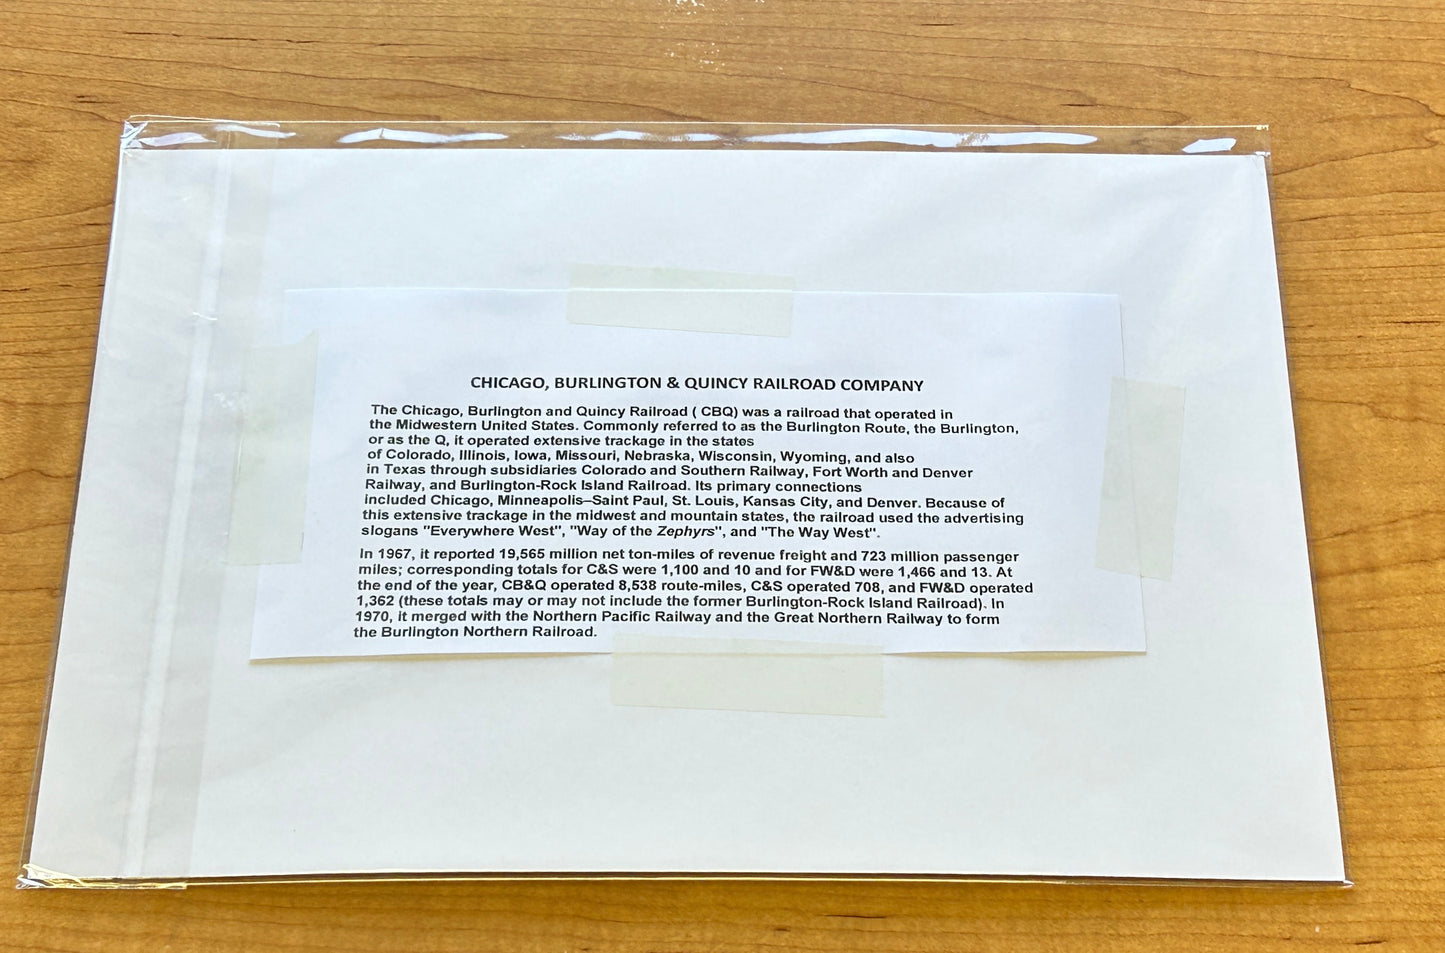 CHICAGO, BURLINGTON & QUINCY RAILROAD COMPANY
The Chicago, Burlington and Quincy Railroad ( CBQ) was a railroad that operated in
the Midwestern United States. Commonly referred to as the Burlington Route, the Burlington,
or as the Q, it operated extensive trackage in the states
of Colorado, Illinois, Iowa, Missouri, Nebraska, Wisconsin, Wyoming, and also
in Texas through subsidiaries Colorado and Southern Railway, Fort Worth and Denver
Railway, and Burlington-Rock Island Railroad. Its primary connections
included Chicago, Minneapolis–Saint Paul, St. Louis, Kansas City, and Denver. Because of
this extensive trackage in the midwest and mountain states, the railroad used the advertising
slogans "Everywhere West", "Way of the Zephyrs", and "The Way West".
In 1967, it reported 19,565 million net ton-miles of revenue freight and 723 million passenger
miles; corresponding totals for C&S were 1,100 and 10 and for FW&D were 1,466 and 13. At
the end of the year, CB&Q operated 8,538 route-miles, C&S operated 708, and FW&D operated
1,362 (these totals may or may not include the former Burlington-Rock Island Railroad). In
1970, it merged with the Northern Pacific Railway and the Great Northern Railway to form
the Burlington Northern Railroad.